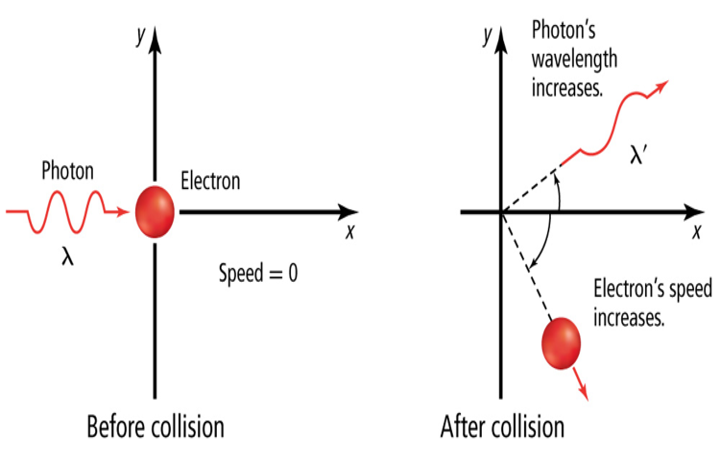 y
Photon
Electron
λ
x
Speed = 0
Before collision
y
Photon's
wavelength
increases.
λ′
x
Electron's speed
increases.
After collision